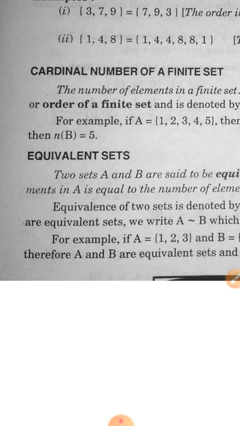 (i) { 3, 7, 9 } = { 7, 9, 3 } [The order
(ii) { 1, 4, 8 } = { 1, 4, 4, 8, 8, 1 }
CARDINAL NUMBER OF A FINITE SET
The number of elements in a finite set
or order of a finite set and is denoted by
For example, if A = {1, 2, 3, 4, 5}, then
then n(B) = 5.
EQUIVALENT SETS
Two sets A and B are said to be
ments in A is equal to the number of
Equivalence of two sets is denoted by
are equivalent sets, we write A ~ B which
For example, if A = {1, 2, 3} and B =
therefore A and B are equivalent sets and